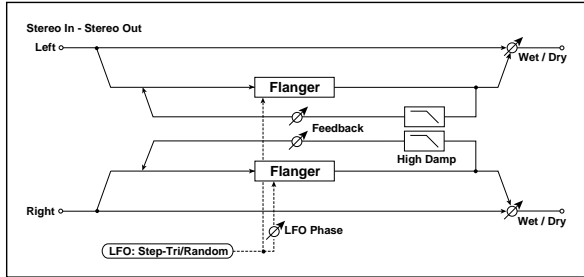 Stereo In - Stereo Out
Left
Wet / Dry
Flanger
Feedback
High Damp
Flanger
Right
LFO Phase
Wet / Dry
LFO: Step-Tri/Random